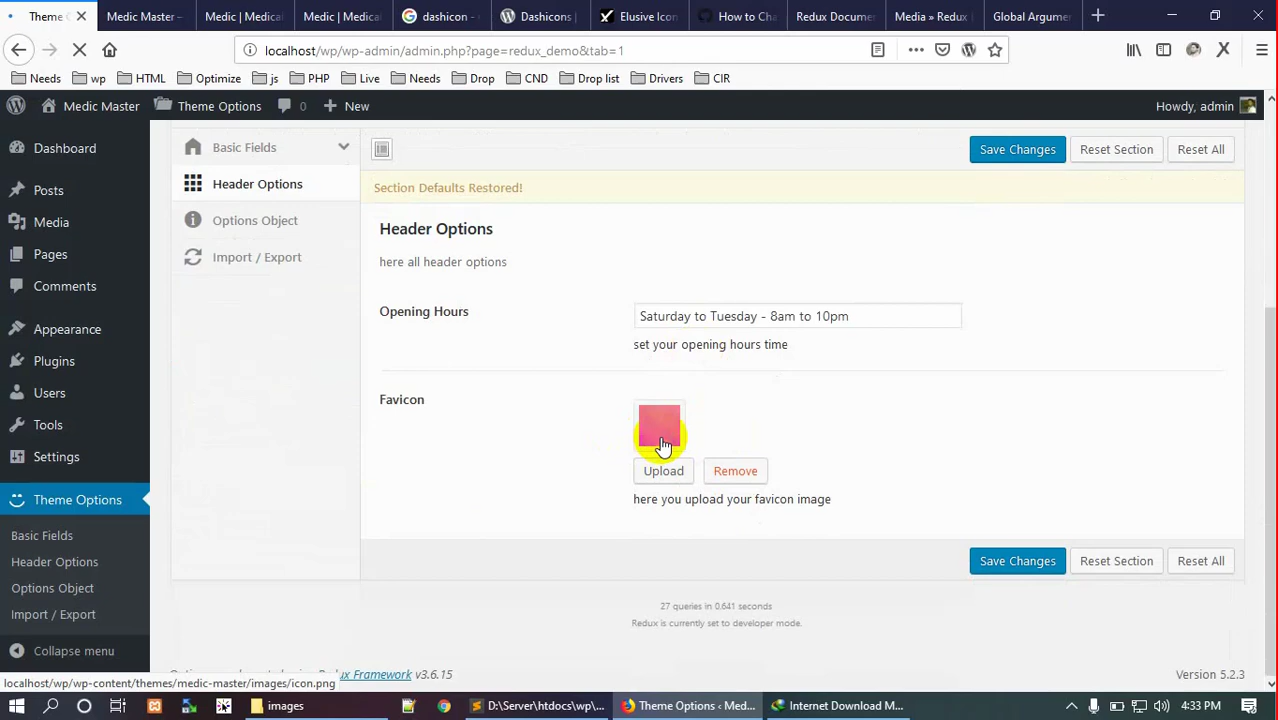 Theme O
Medic Master –
Medic | Medical
Medic | Medical
dashicon -
Dashicons |
Elusive Icon
How to Cha
Redux Docume
Media » Redux
Global Argume
localhost/wp/wp-admin/admin.php?page=redux_demo&tab=1
Needs
wp
HTML
Optimize
js
PHP
Live
Needs
Drop
CND
Drop list
Drivers
CIR
Medic Master
Theme Options
0
New
Howdy, admin
Dashboard
Posts
Media
Pages
Comments
Appearance
Plugins
Users
Tools
Settings
Theme Options
Basic Fields
Header Options
Options Object
Import / Export
Collapse menu
Basic Fields
Header Options
Options Object
Import / Export
Save Changes
Reset Section
Reset All
Section Defaults Restored!
Header Options
here all header options
Opening Hours
Saturday to Tuesday - 8am to 10pm
set your opening hours time
Favicon
Upload
Remove
here you upload your favicon image
Save Changes
Reset Section
Reset All
27 queries in 0.641 seconds
Redux is currently set to developer mode.
ux Framework v3.6.15
Version 5.2.3
localhost/wp/wp-content/themes/medic-master/images/icon.png
images
D:\Server\htdocs\wp\...
Theme Options ‹ Med...
Internet Download M...
4:33 PM